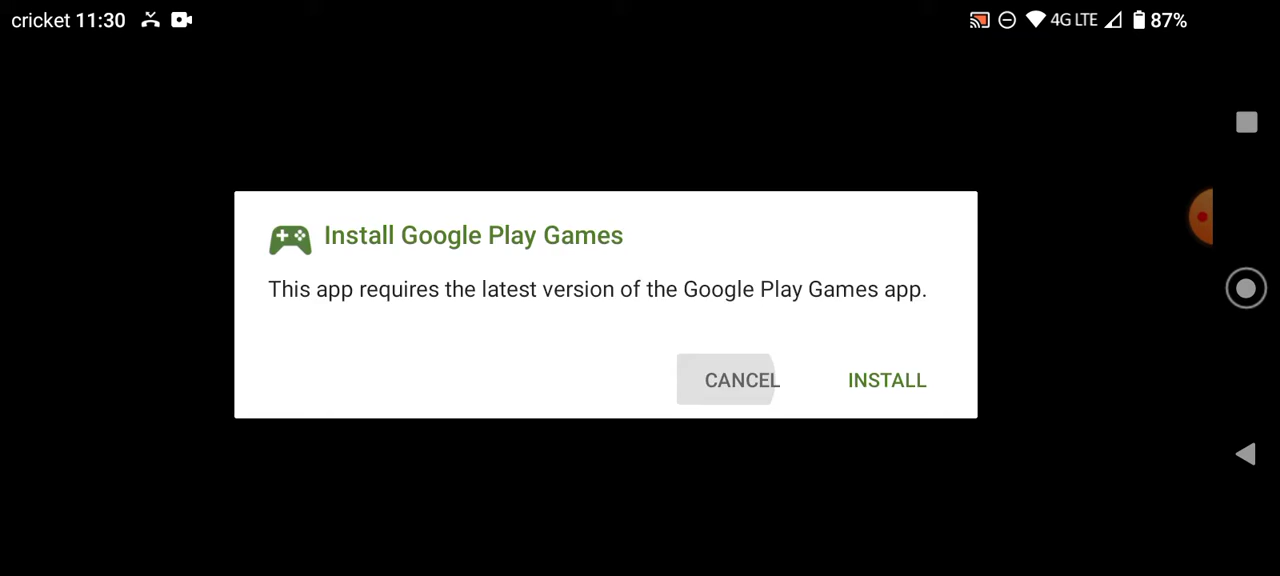 cricket 11:30 4G LTE 87%
Install Google Play Games
This app requires the latest version of the Google Play Games app.
CANCEL INSTALL